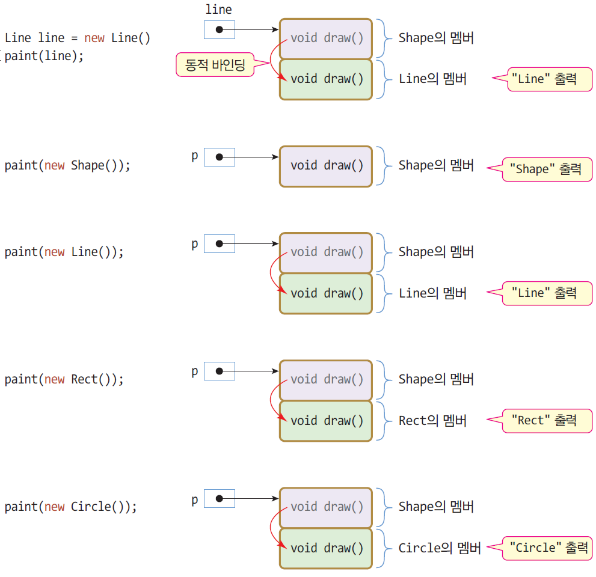 line
Line line = new Line()
paint(line);
동적 바인딩
void draw()
Shape의 멤버
void draw()
Line의 멤버
"Line" 출력
paint(new Shape());
p
void draw()
Shape의 멤버
"Shape" 출력
paint(new Line());
p
void draw()
Shape의 멤버
void draw()
Line의 멤버
"Line" 출력
paint(new Rect());
p
void draw()
Shape의 멤버
void draw()
Rect의 멤버
"Rect" 출력
paint(new Circle());
p
void draw()
Shape의 멤버
void draw()
Circle의 멤버
"Circle" 출력